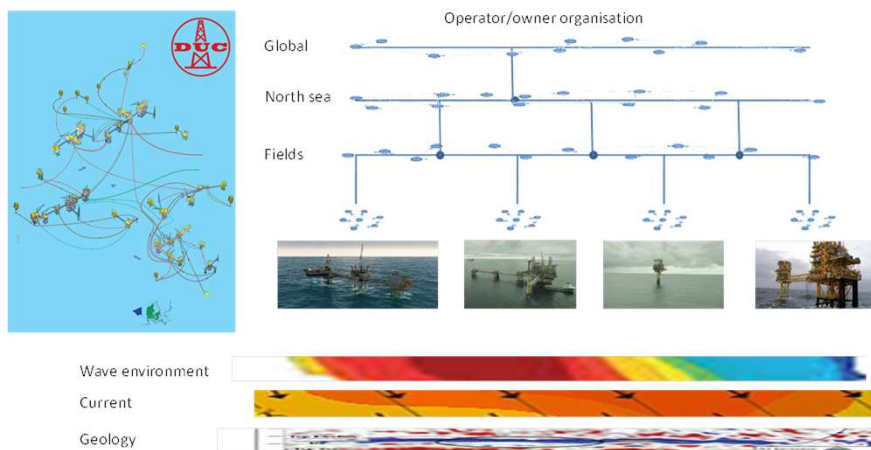 DUC
Operator/owner organisation
Global
North sea
Fields
Wave environment
Current
Geology